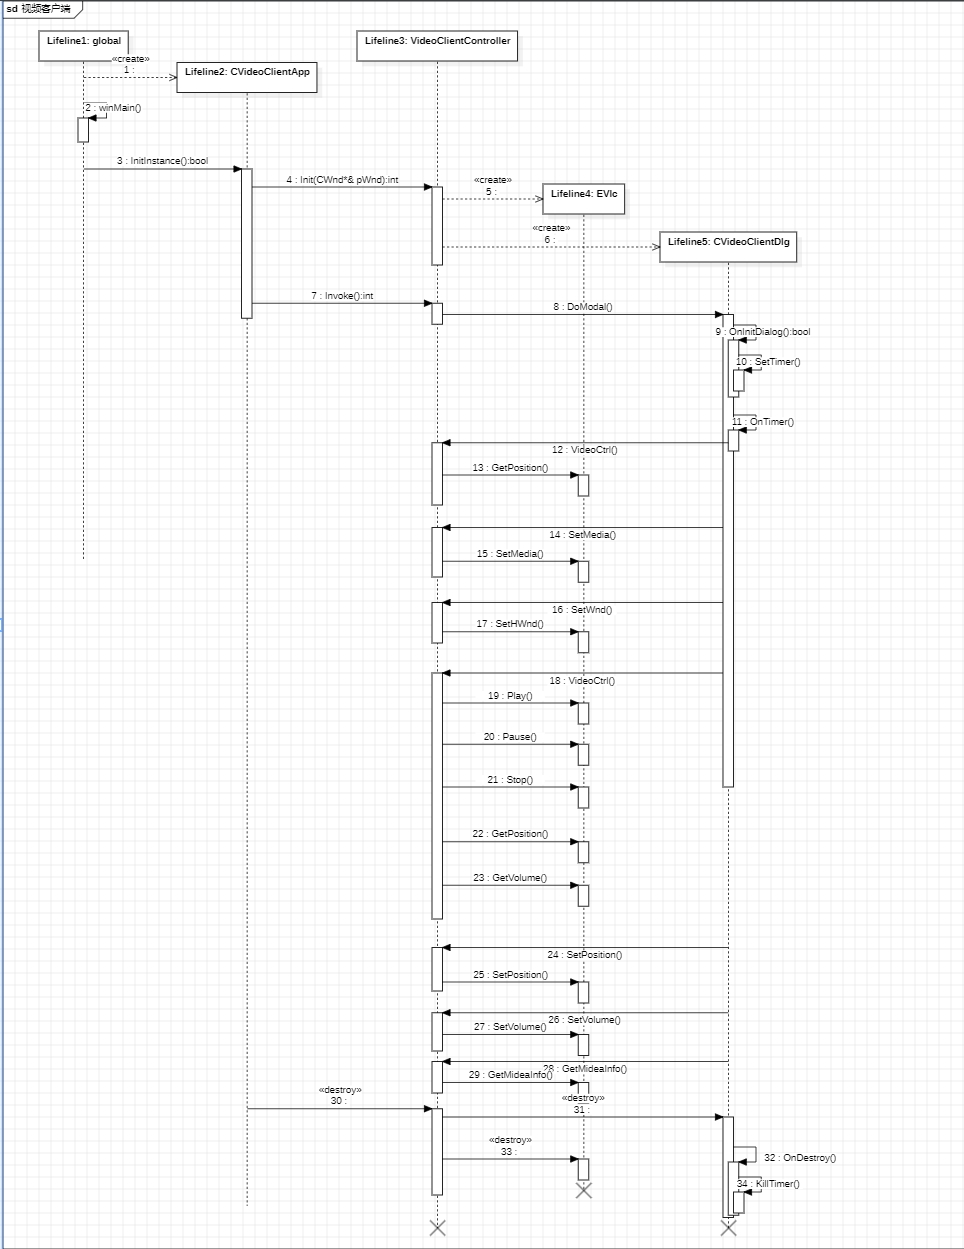 sd 视频客户端
Lifeline1: global
Lifeline3: VideoClientController
«create»
1 :
Lifeline2: CVideoClientApp
2 : winMain()
3 : InitInstance():bool
4 : Init(CWnd*& pWnd):int
«create»
5 :
Lifeline4: EVlc
«create»
6 :
Lifeline5: CVideoClientDlg
7 : Invoke():int
8 : DoModal()
9 : OnInitDialog():bool
10 : SetTimer()
11 : OnTimer()
12 : VideoCtrl()
13 : GetPosition()
14 : SetMedia()
15 : SetMedia()
16 : SetWnd()
17 : SetHWnd()
18 : VideoCtrl()
19 : Play()
20 : Pause()
21 : Stop()
22 : GetPosition()
23 : GetVolume()
24 : SetPosition()
25 : SetPosition()
26 : SetVolume()
27 : SetVolume()
28 : GetMideaInfo()
29 : GetMideaInfo()
«destroy»
30 :
«destroy»
31 :
«destroy»
33 :
32 : OnDestroy()
34 : KillTimer()